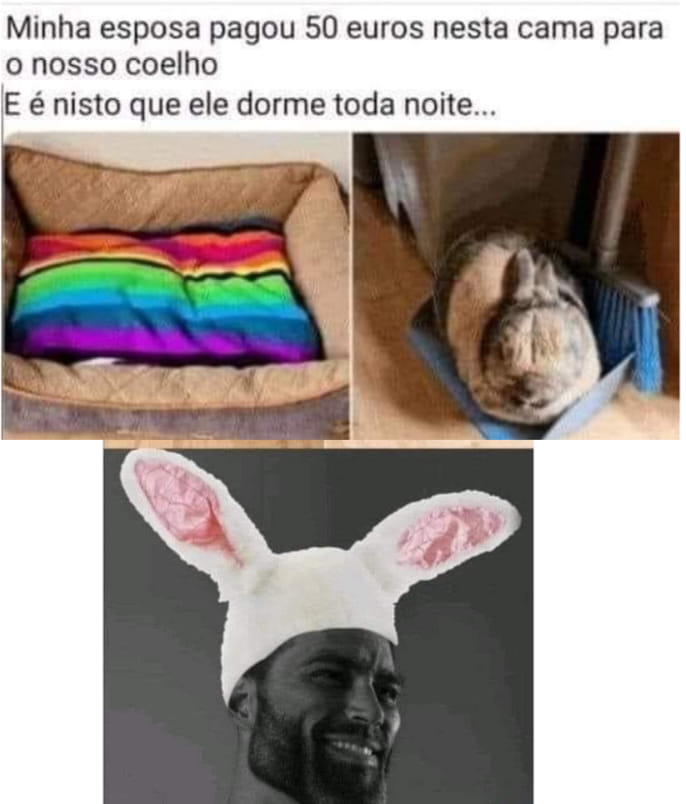 Minha esposa pagou 50 euros nesta cama para
o nosso coelho
E é nisto que ele dorme toda noite...